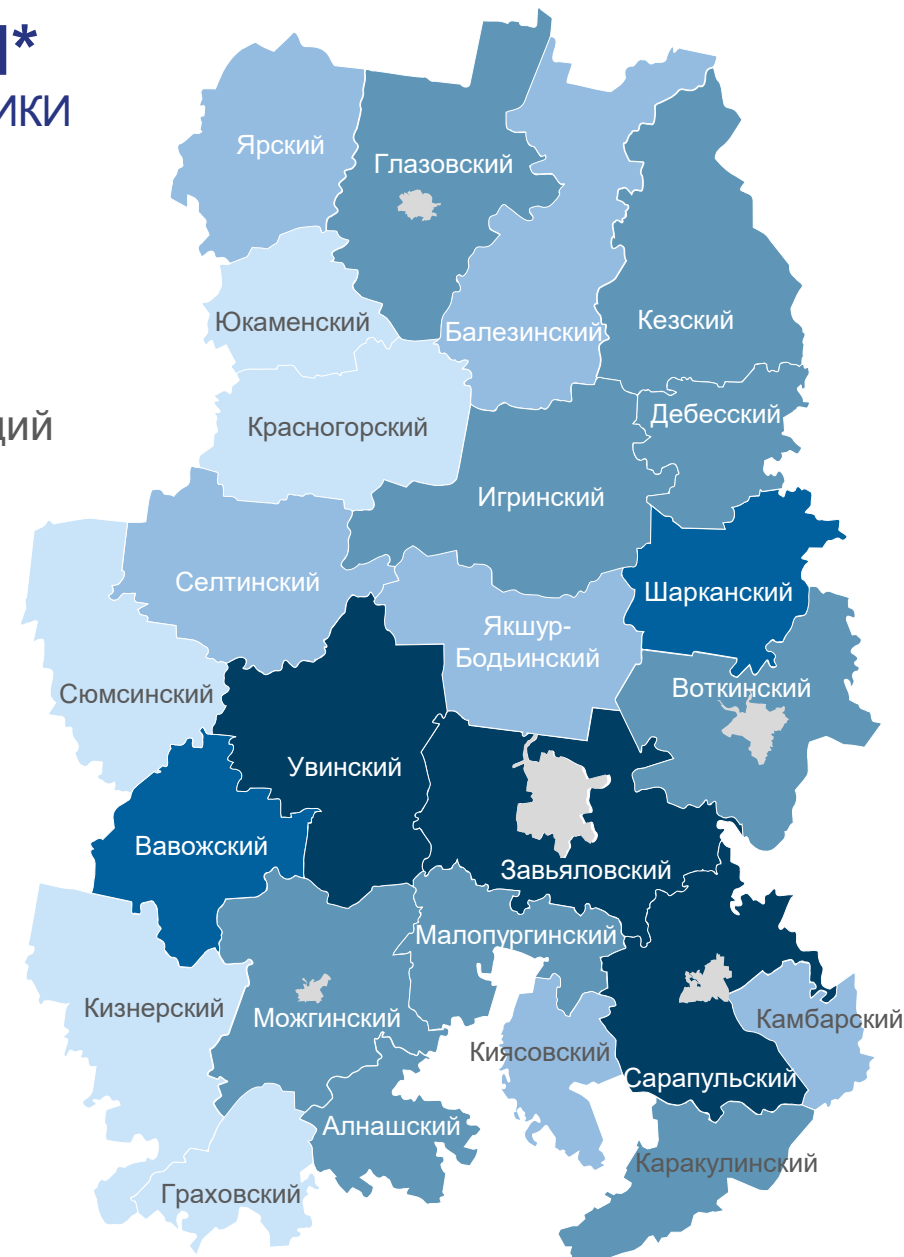 И*
ИКИ
Ярский
Глазовский
Юкаменский
Балезинский
Кезский
Дебесский
ций
Красногорский
Игринский
Селтинский
Шарканский
Якшур-
Бодьинский
Сюмсинский
Воткинский
Увинский
Вавожский
Завьяловский
Малопургинский
Кизнерский
Можгинский
Камбарский
Киясовский
Сарапульский
Алнашский
Каракулинский
Граховский